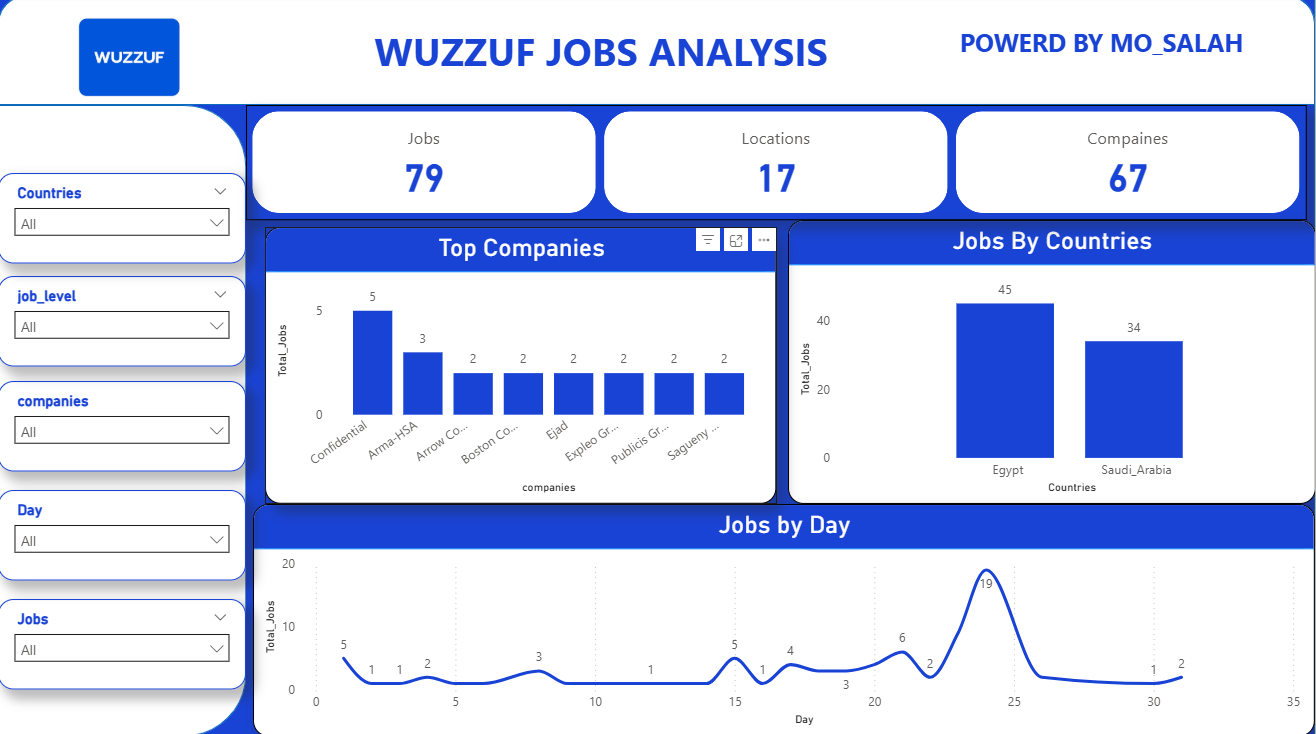 WUZZUF
WUZZUF JOBS ANALYSIS
POWERD BY MO_SALAH
Jobs
79
Locations
17
Compaines
67
Countries
All
job_level
All
companies
All
Day
All
Jobs
All
Top Companies
Total_Jobs
5
0
5
3
2
2
2
2
2
2
Confidential
Arma-HSA
Arrow Co...
Boston Co...
Ejad
Expleo Gr...
Publicis Gr...
Sagueny ...
companies
Jobs By Countries
Total_Jobs
40
20
0
45
34
Egypt
Saudi_Arabia
Countries
Jobs by Day
Total_Jobs
20
10
0
5
1
1
2
3
1
5
1
4
3
6
2
19
1
2
0
5
10
15
20
25
30
35
Day